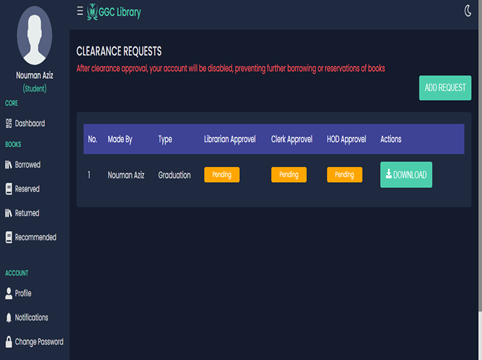 GGC Library
Nouman Aziz
(Student)
CORE
Dashbaord
BOOKS
Borrowed
Reserved
Returned
Recommended
ACCOUNT
Profile
Notifications
Change Password
CLEARANCE REQUESTS
After clearance approval, your account will be disabled, preventing further borrowing or reservations of books
ADD REQUEST
No. Made By Type Librarian Approvel Clerk Approvel HOD Approvel Actions
1 Nouman Aziz Graduation Pending Pending Pending DOWNLOAD